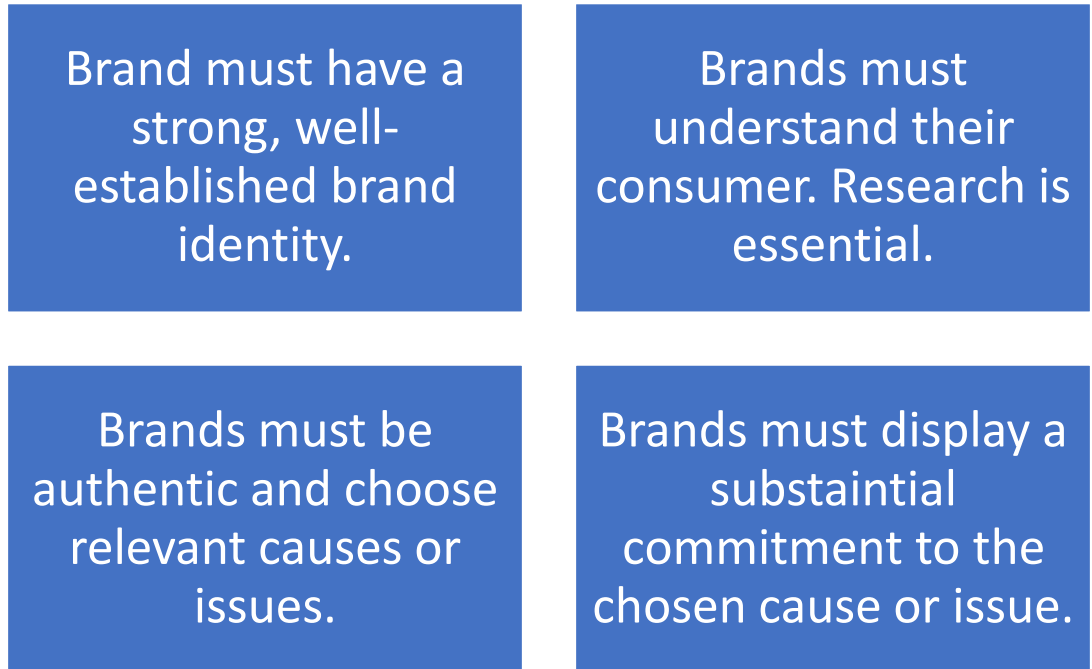 Brand must have a
strong, well-
established brand
identity.
Brands must
understand their
consumer. Research is
essential.
Brands must be
authentic and choose
relevant causes or
issues.
Brands must display a
substaintial
commitment to the
chosen cause or issue.